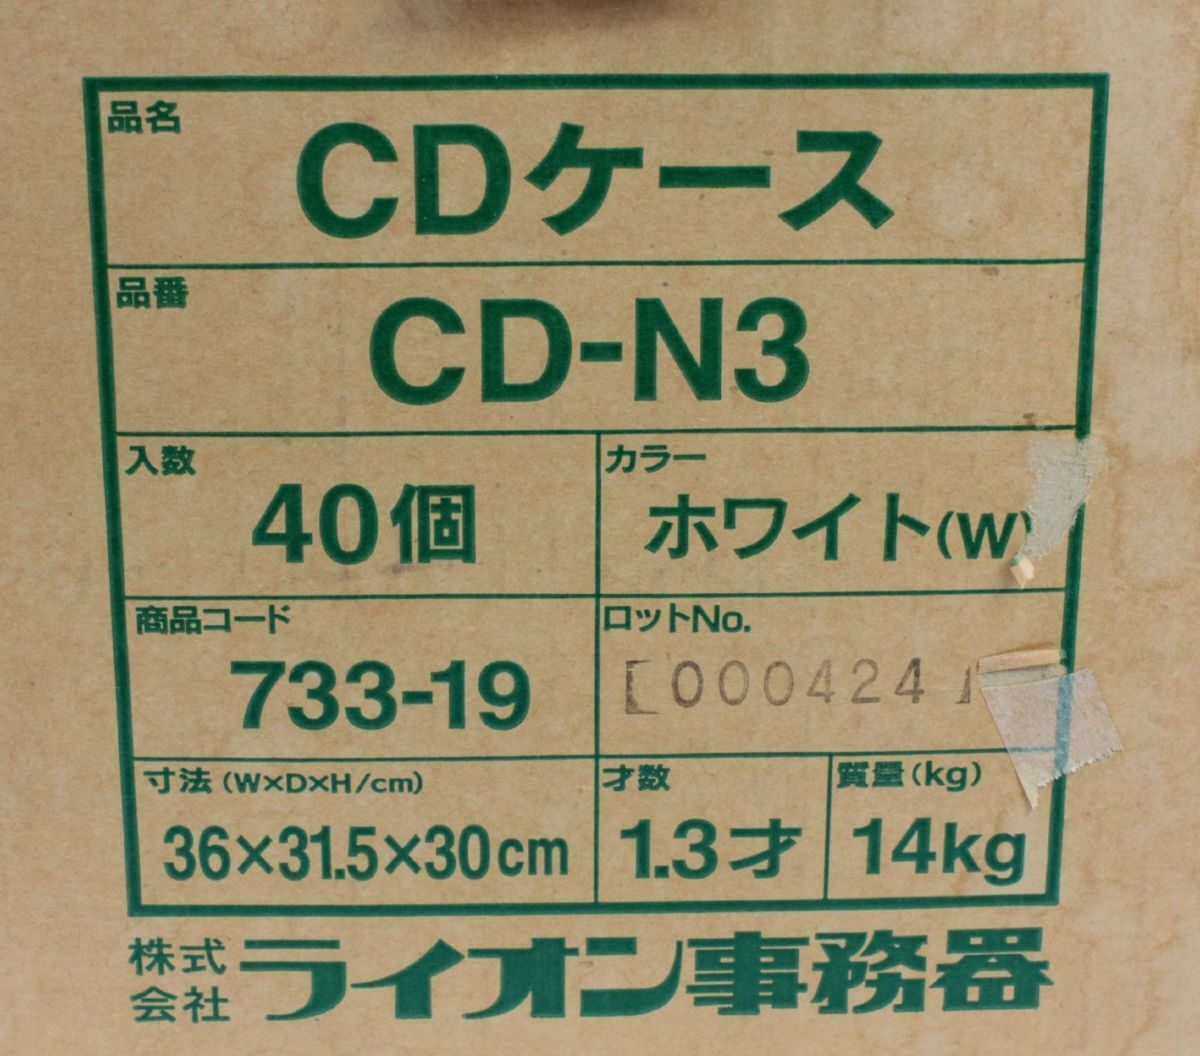 品名
CDケース
品番
CD-N3
入数
40個
カラー
ホワイト(W)
商品コード
733-19
ロットNo.
[000424]
寸法(W×D×H/cm)
36×31.5×30cm
才数
1.3才
質量(kg)
14kg
株式会社ライオン事務器